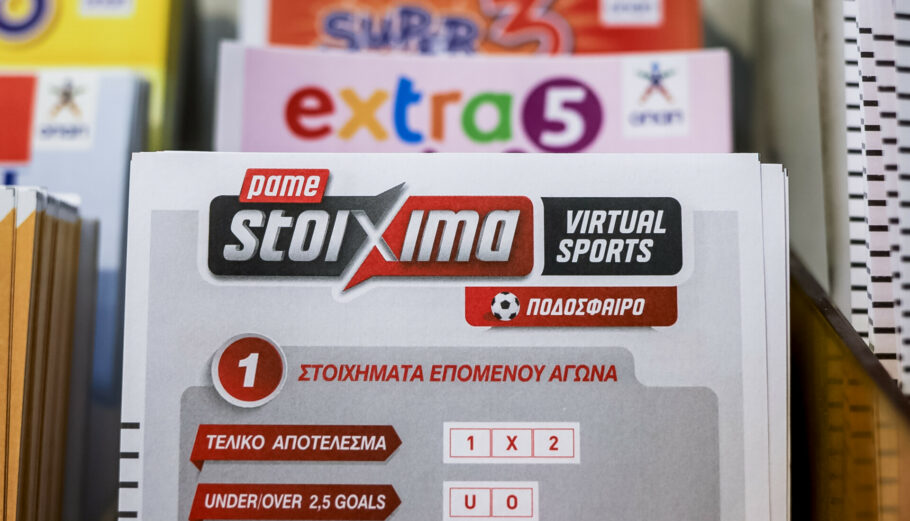 SUPER 3
extra 5
οπαπ
pame
stoixima
VIRTUAL
SPORTS
ΠΟΔΟΣΦΑΙΡΟ
1 ΣΤΟΙΧΗΜΑΤΑ ΕΠΟΜΕΝΟΥ ΑΓΩΝΑ
ΤΕΛΙΚΟ ΑΠΟΤΕΛΕΣΜΑ 1 X 2
UNDER/OVER 2,5 GOALS U O